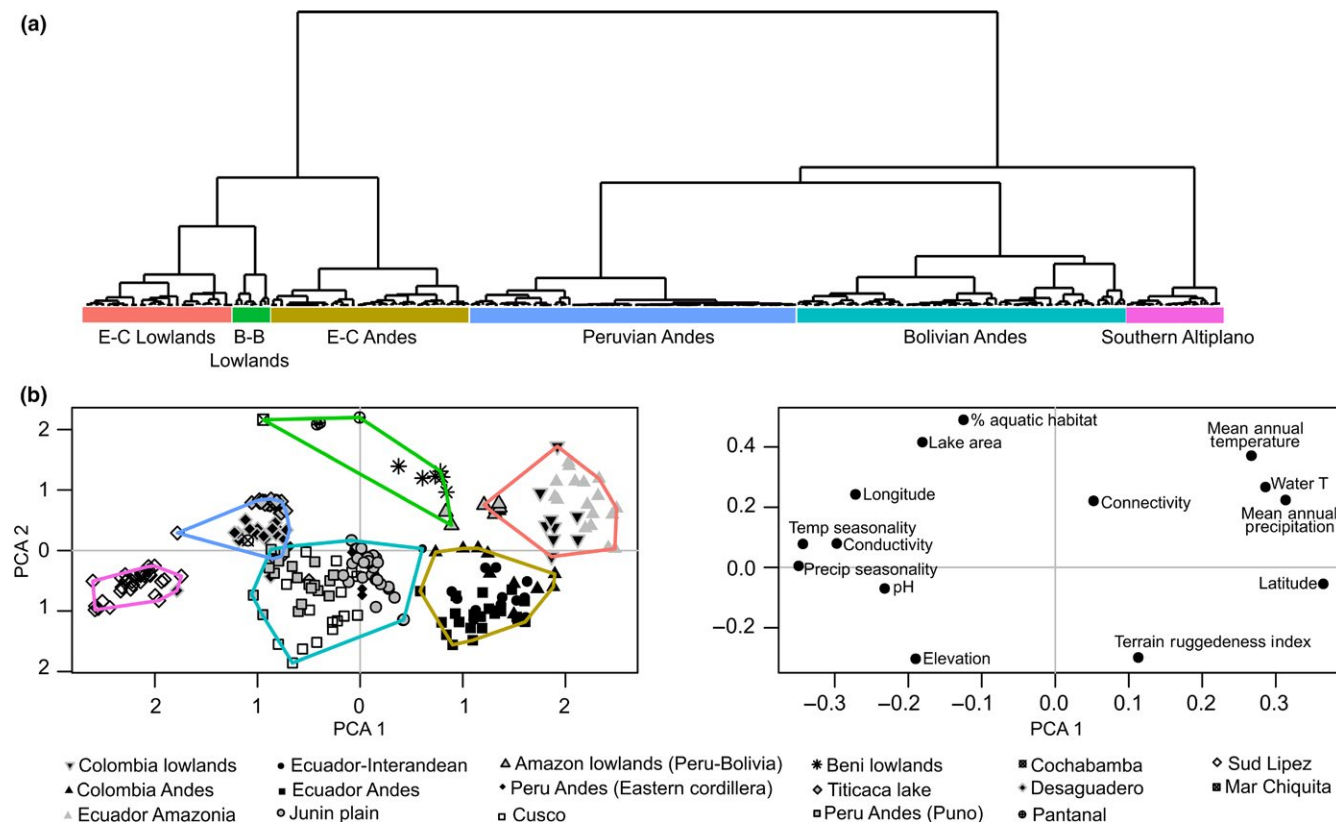 (a)
E-C Lowlands
B-B
Lowlands
E-C Andes
Peruvian Andes
Bolivian Andes
Southern Altiplano
(b)
PCA 2
2
1
0
1
2
2
1
0
1
2
PCA 1
0.4
0.2
0.0
−0.2
−0.3
−0.2
−0.1
0.0
0.1
0.2
0.3
PCA 1
% aquatic habitat
Lake area
Mean annual
temperature
Longitude
Connectivity
Water T
Mean annual
precipitation
Temp seasonality
Conductivity
Precip seasonality
pH
Latitude
Terrain ruggedeness index
Elevation
Colombia lowlands
Colombia Andes
Ecuador Amazonia
Ecuador-Interandean
Ecuador Andes
Junin plain
Amazon lowlands (Peru-Bolivia)
Peru Andes (Eastern cordillera)
Cusco
Beni lowlands
Titicaca lake
Peru Andes (Puno)
Cochabamba
Desaguadero
Pantanal
Sud Lipez
Mar Chiquita